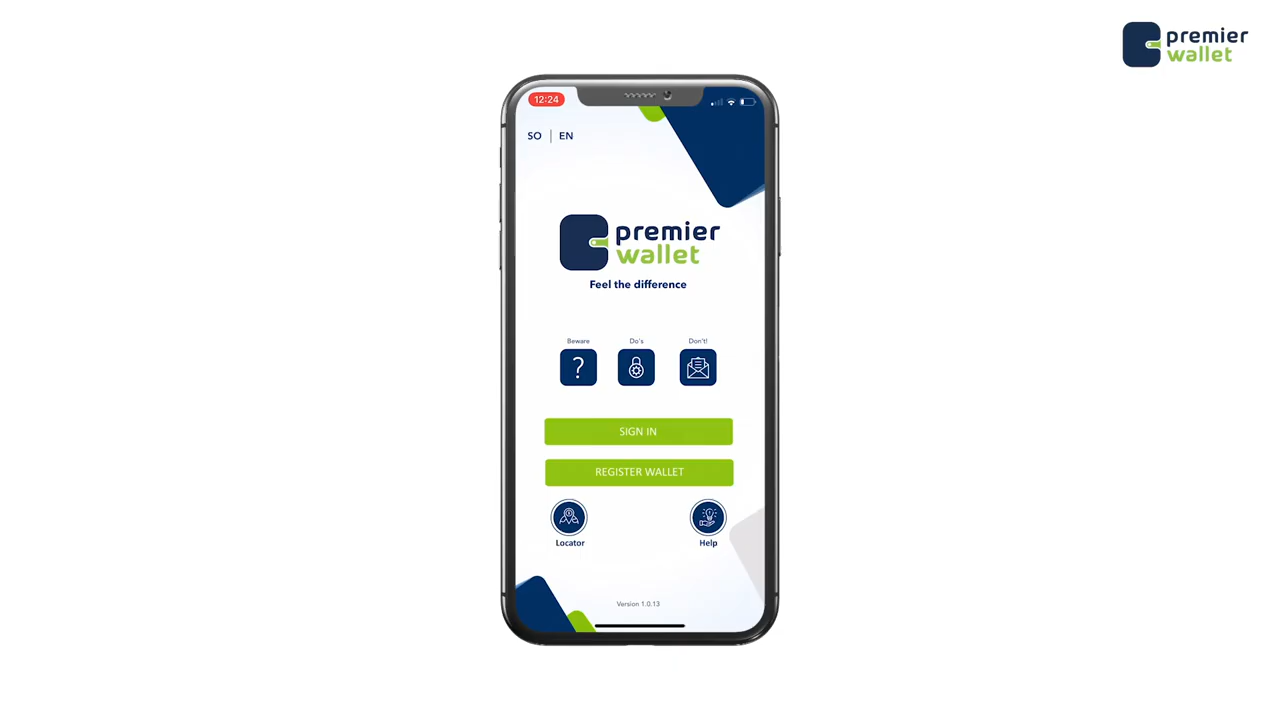 premier
wallet
12:24
SO | EN
premier
wallet
Feel the difference
Beware Do's Don't!
?
SIGN IN
REGISTER WALLET
Locator Help
Version 1.0.13